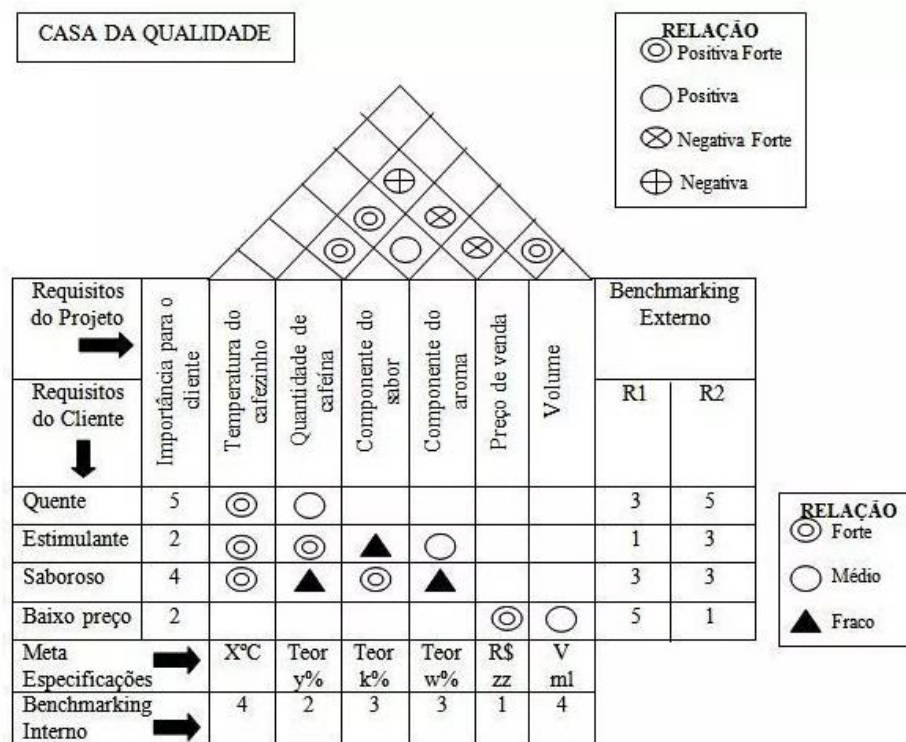 CASA DA QUALIDADE
RELAÇÃO
Positiva Forte
Positiva
Negativa Forte
Negativa
Requisitos
do Projeto
Importância para o
cliente
Temperatura do
cafezinho
Quantidade de
cafeína
Componente do
sabor
Componente do
aroma
Preço de venda
Volume
Benchmarking
Externo
Requisitos
do Cliente
R1 R2
Quente 5 3 5
Estimulante 2 1 3
Saboroso 4 3 3
Baixo preço 2 5 1
RELAÇÃO
Forte
Médio
Fraco
Meta
Especificações
XºC Teor Teor Teor R$ V
y% k% w% zz ml
Benchmarking
Interno
4 2 3 3 1 4